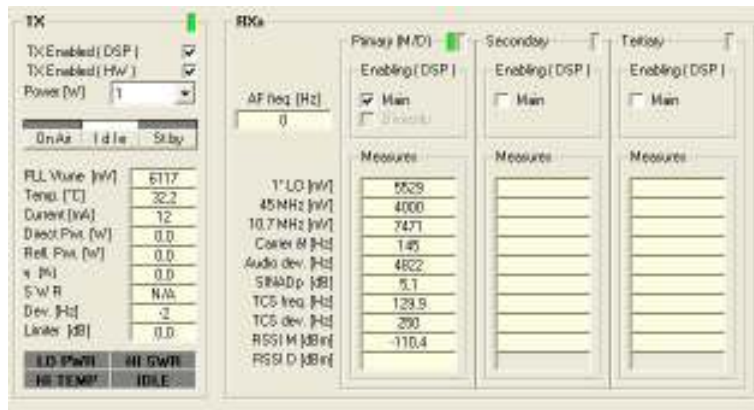 TX
TX Enabled ( DSP )
TX Enabled ( HW )
Power [W] 1
On Air Idle St.by
PLL Vtune [mV] 6117
Temp. [°C] 32,2
Current [mA] 12
Direct Pwr. [W] 0,0
Refl. Pwr. [W] 0,0
η [%] 0,0
S W R N/A
Dev. [Hz] -2
Limiter [dB] 0,0
LO PWR HI SWR
HI TEMP IDLE
RXs
AF freq. [Hz]
0
Primary (M/D) Secondary Tertiary
Enabling ( DSP ) Enabling ( DSP ) Enabling ( DSP )
Main Main Main
Measures Measures Measures
1° LO [mV] 5529
45 MHz [mV] 4000
10.7 MHz [mV] 7471
Carrier M [Hz] 145
Audio dev. [Hz] 4822
SINADp [dB] 5,1
TCS freq. [Hz] 129,9
TCS dev. [Hz] 250
RSSI M [dBm] -110,4
RSSI D [dBm]